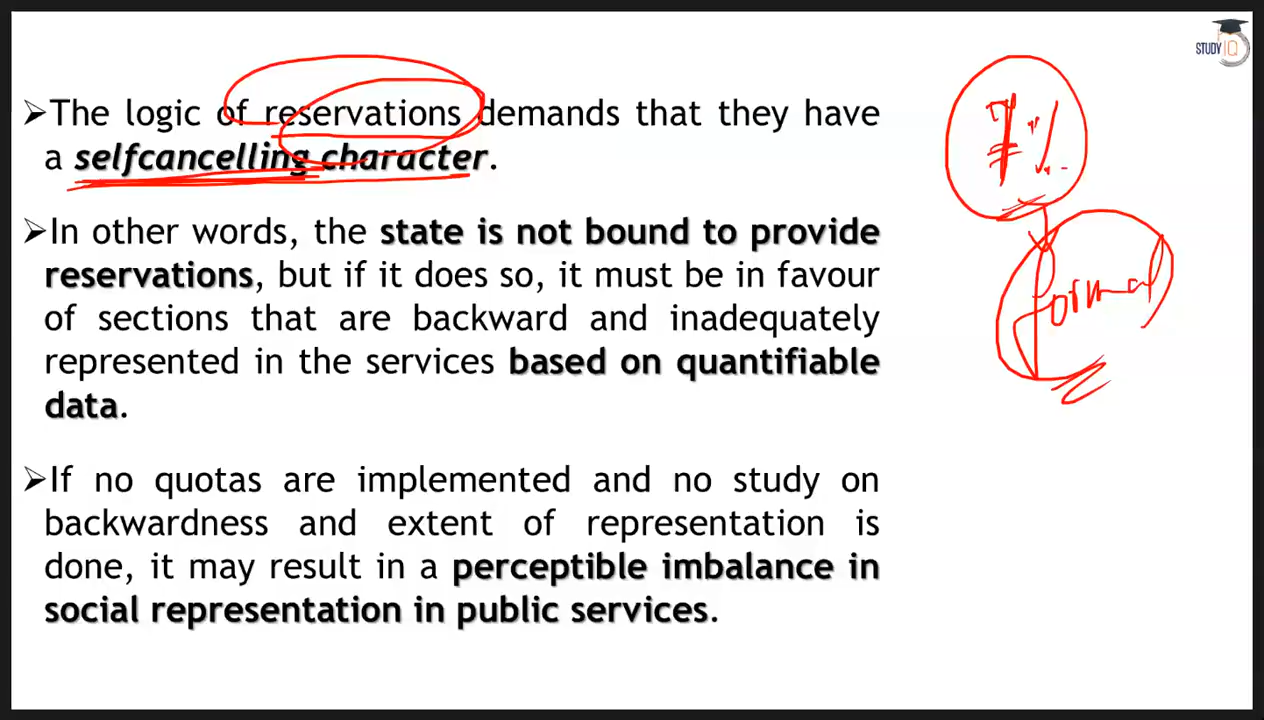 STUDY IQ
➢The logic of reservations demands that they have
a selfcancelling character.
➢In other words, the state is not bound to provide
reservations, but if it does so, it must be in favour
of sections that are backward and inadequately
represented in the services based on quantifiable
data.
➢If no quotas are implemented and no study on
backwardness and extent of representation is
done, it may result in a perceptible imbalance in
social representation in public services.
7%
formal